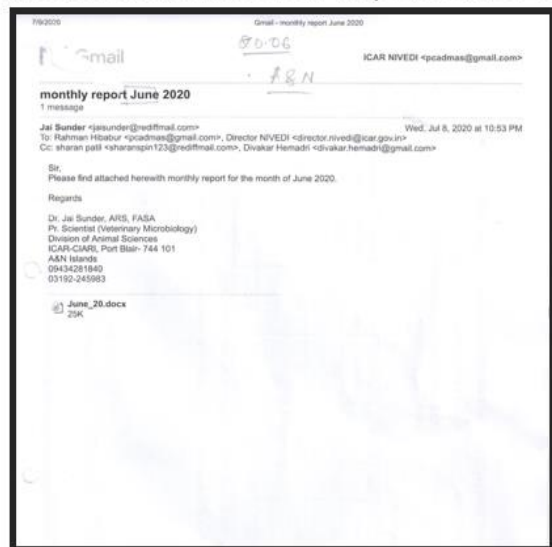 7/9/2020
Gmail - monthly report June 2020
Gmail
ICAR NIVEDI <pcadmas@gmail.com>
A&N
monthly report June 2020
1 message
Jai Sunder <jaisunder@rediffmail.com>
Wed, Jul 8, 2020 at 10:53 PM
To: Rahman Hibabur <pcadmas@gmail.com>, Director NIVEDI <director.nivedi@icar.gov.in>
Cc: sharan patil <sharanspin123@rediffmail.com>, Divakar Hemadri <divakar.hemadri@gmail.com>
Sir,
Please find attached herewith monthly report for the month of June 2020.
Regards
Dr. Jai Sunder, ARS, FASA
Pr. Scientist (Veterinary Microbiology)
Division of Animal Sciences
ICAR-CIARI, Port Blair- 744 101
A&N Islands
09434281840
03192-245983
June_20.docx
25K